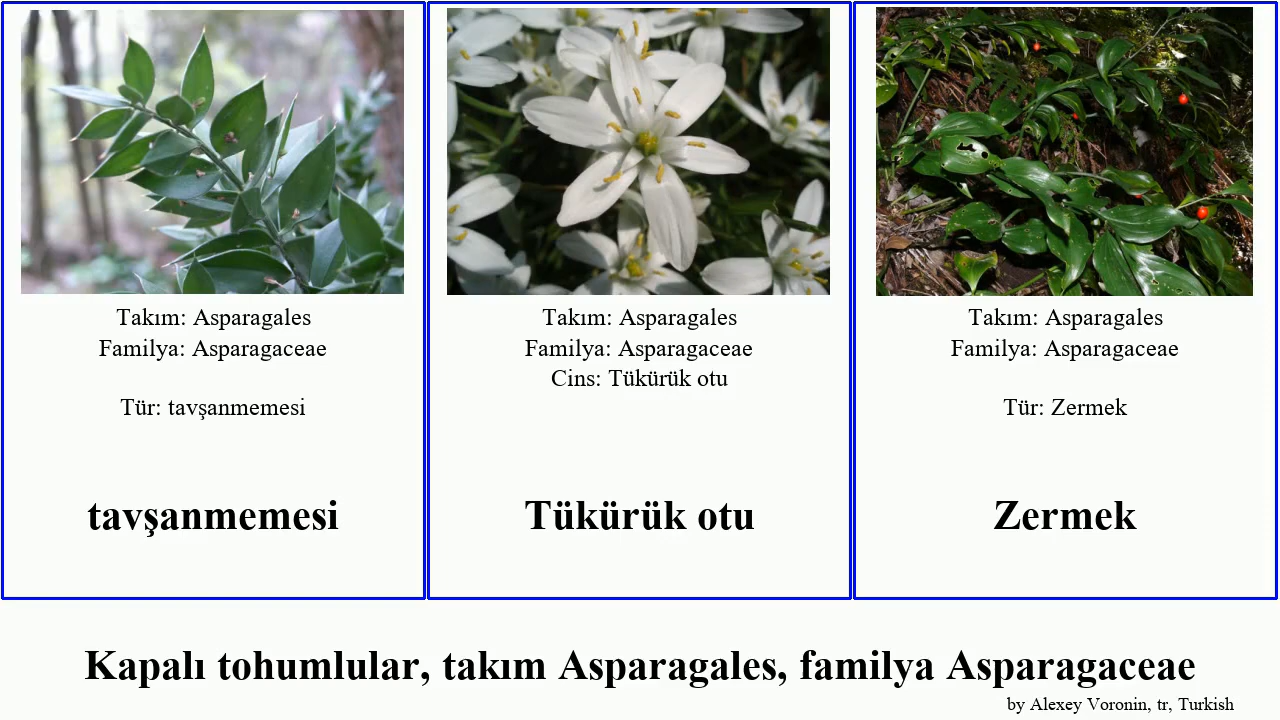 Takım: Asparagales
Familya: Asparagaceae
Tür: tavşanmemesi
tavşanmemesi
Takım: Asparagales
Familya: Asparagaceae
Cins: Tükürük otu
Tükürük otu
Takım: Asparagales
Familya: Asparagaceae
Tür: Zermek
Zermek
Kapalı tohumlular, takım Asparagales, familya Asparagaceae
by Alexey Voronin, tr, Turkish